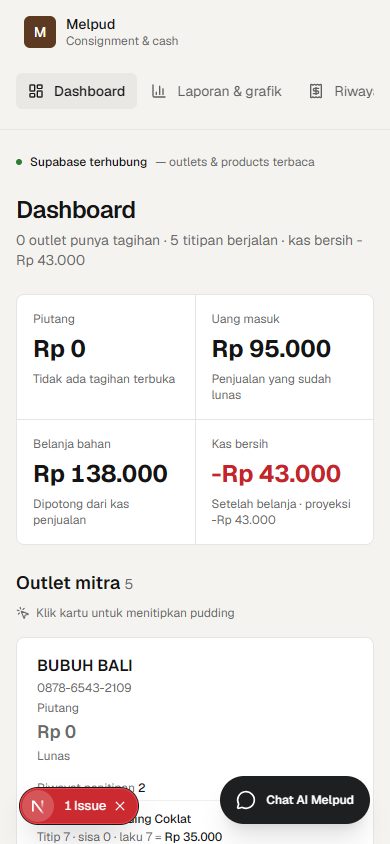 M Melpud
Consignment & cash
Dashboard Laporan & grafik
Supabase terhubung — outlets & products terbaca
Dashboard
0 outlet punya tagihan · 5 titipan berjalan · kas bersih -
Rp 43.000
Piutang
Rp 0
Tidak ada tagihan terbuka
Uang masuk
Rp 95.000
Penjualan yang sudah
lunas
Belanja bahan
Rp 138.000
Dipotong dari kas
penjualan
Kas bersih
-Rp 43.000
Setelah belanja · proyeksi
-Rp 43.000
Outlet mitra 5
Klik kartu untuk menitipkan pudding
BUBUH BALI
0878-6543-2109
Piutang
Rp 0
Lunas
2
N 1 Issue
Coklat
Chat AI Melpud
Titip 7 · sisa 0 · laku 7 = Rp 35.000